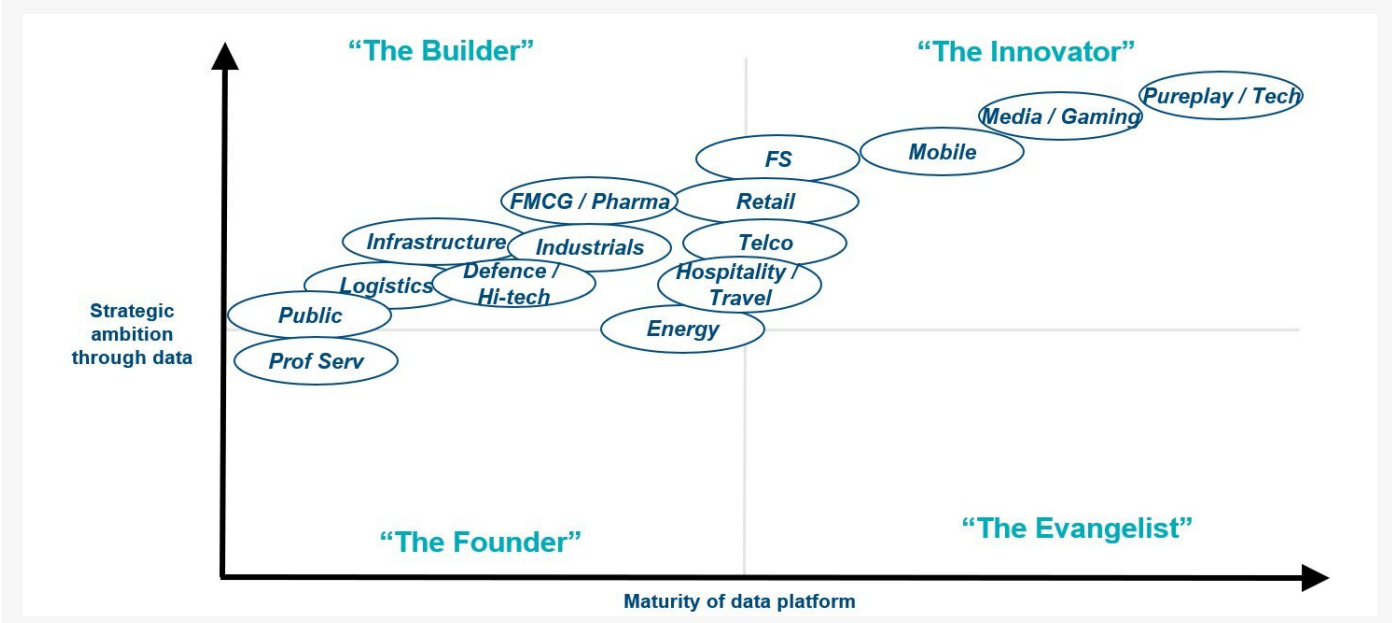 “The Builder”
“The Innovator”
Pureplay / Tech
Media / Gaming
Mobile
FS
FMCG / Pharma
Retail
Infrastructure
Industrials
Telco
Logistics
Defence /
Hi-tech
Hospitality /
Travel
Public
Energy
Prof Serv
Strategic
ambition
through data
“The Founder”
“The Evangelist”
Maturity of data platform